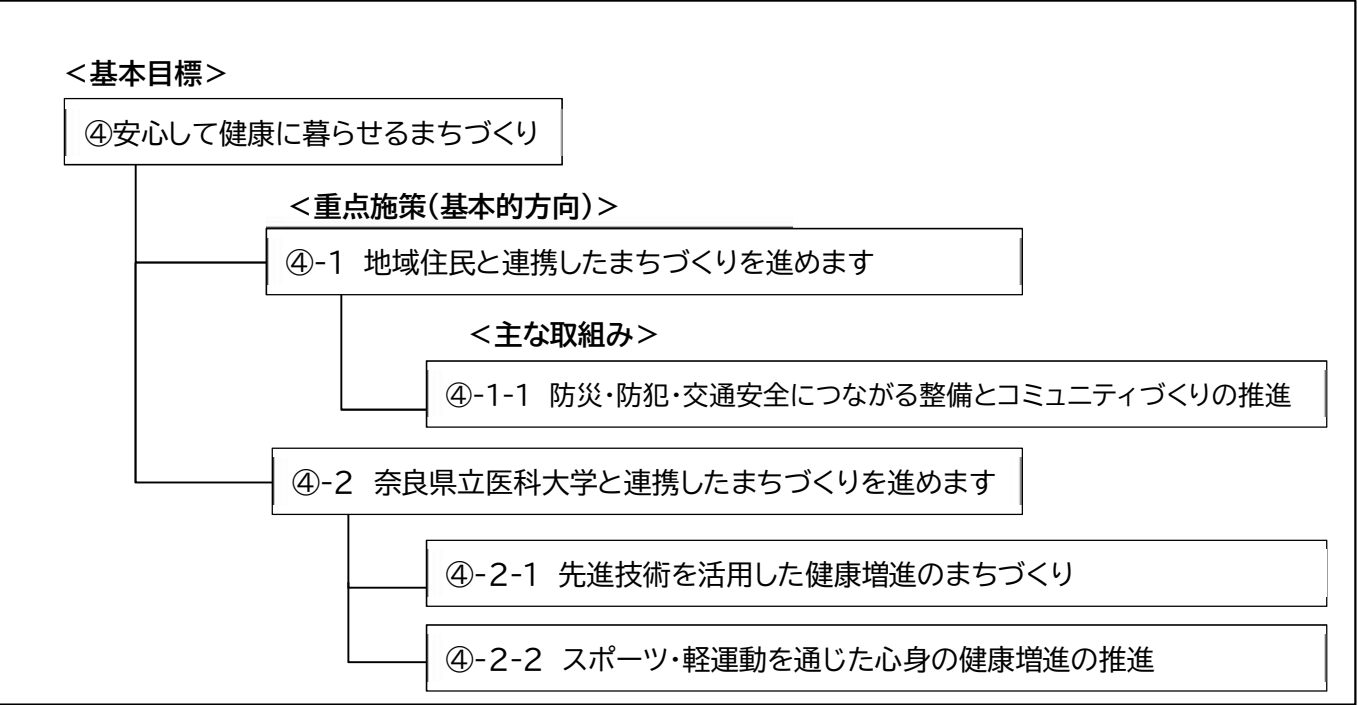 ＜基本目標＞
④安心して健康に暮らせるまちづくり
＜重点施策（基本的方向）＞
④-1 地域住民と連携したまちづくりを進めます
＜主な取組み＞
④-1-1 防災・防犯・交通安全につながる整備とコミュニティづくりの推進
④-2 奈良県立医科大学と連携したまちづくりを進めます
④-2-1 先進技術を活用した健康増進のまちづくり
④-2-2 スポーツ・軽運動を通じた心身の健康増進の推進